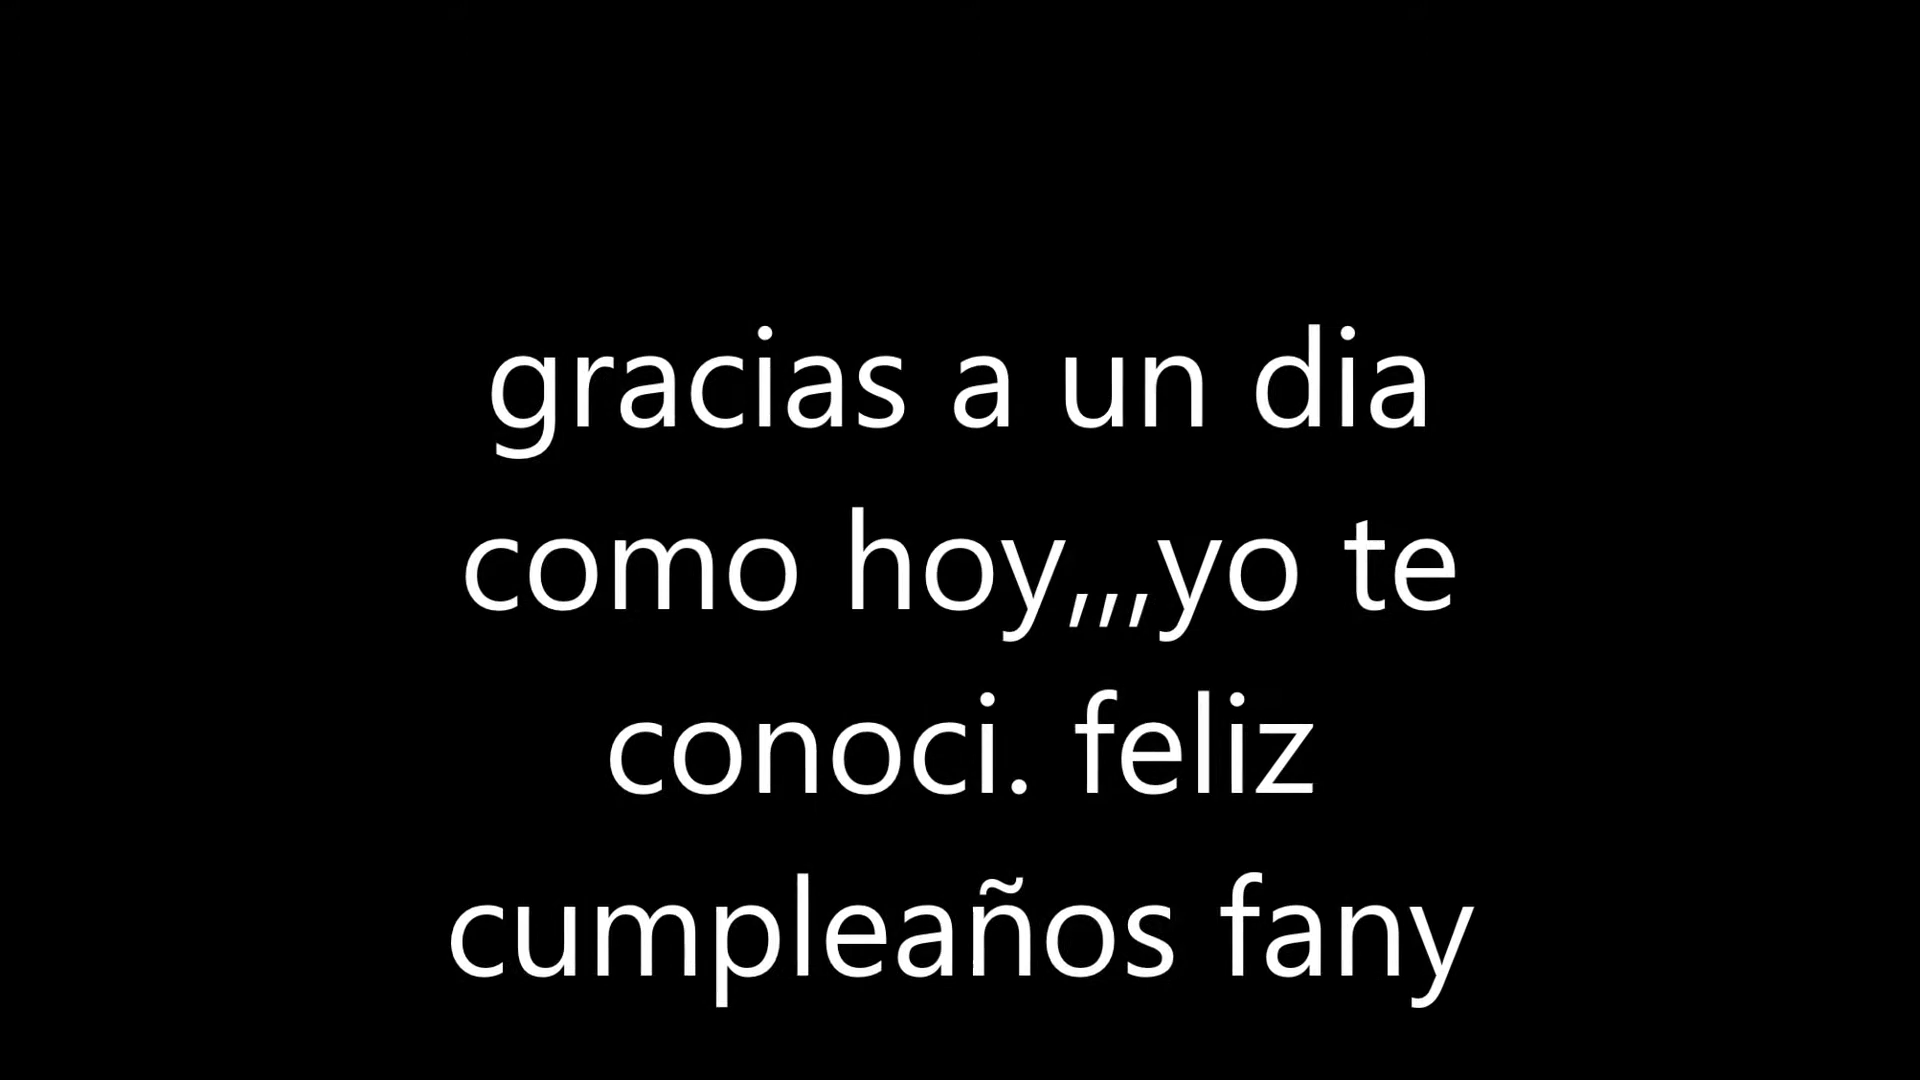 gracias a un dia
como hoy,,,yo te
conoci. feliz
cumpleaños fany